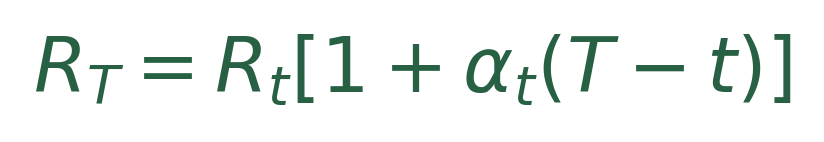 R_T = R_t[1 + α_t(T − t)]